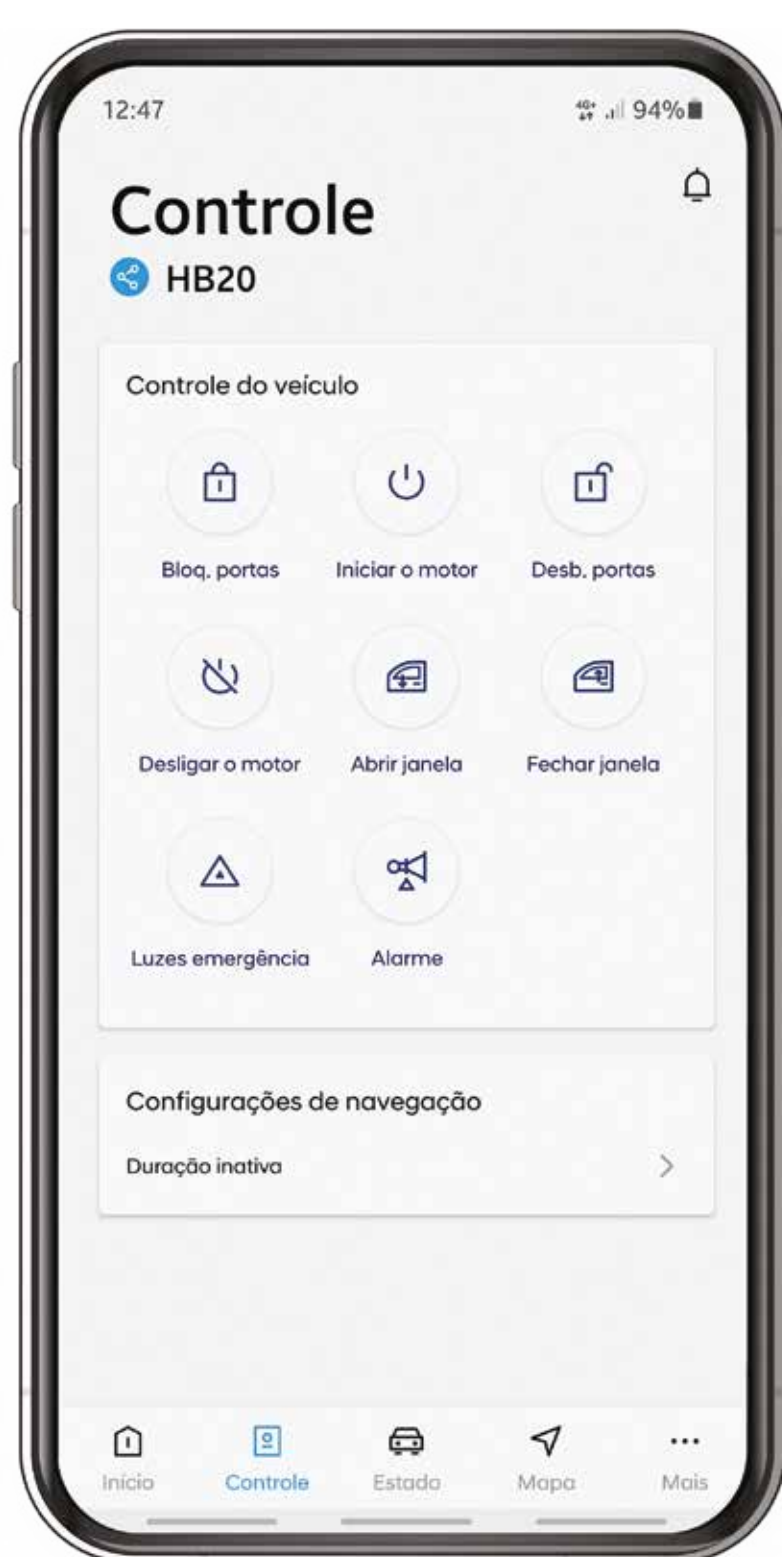 12:47
4G+ 94%
Controle
HB20
Controle do veículo
Bloq. portas
Iniciar o motor
Desb. portas
Desligar o motor
Abrir janela
Fechar janela
Luzes emergência
Alarme
Configurações de navegação
Duração inativa
Início
Controle
Estado
Mapa
Mais